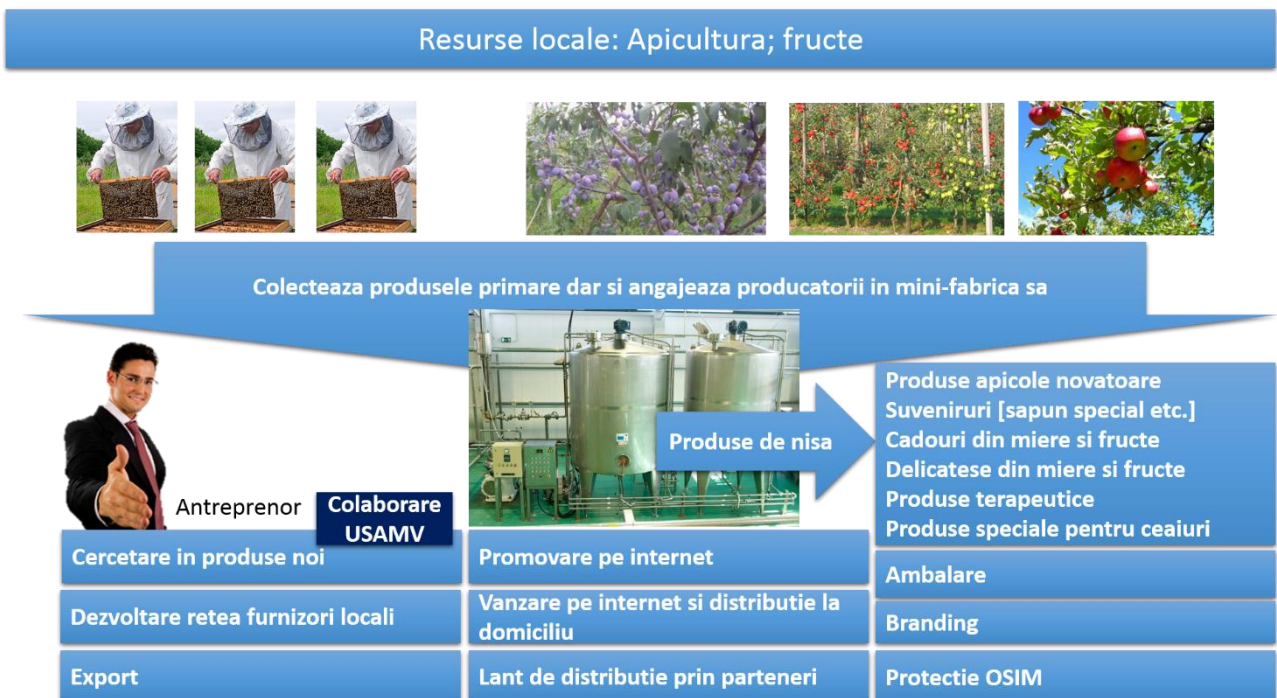 Resurse locale: Apicultura; fructe
Colecteaza produsele primare dar si angajeaza producatorii in mini-fabrica sa
Antreprenor
Colaborare
USAMV
Produse de nisa
Produse apicole novatoare
Suveniruri [sapun special etc.]
Cadouri din miere si fructe
Delicatese din miere si fructe
Produse terapeutice
Produse speciale pentru ceaiuri
Cercetare in produse noi
Promovare pe internet
Ambalare
Dezvoltare retea furnizori locali
Vanzare pe internet si distributie la
domiciliu
Branding
Export
Lant de distributie prin parteneri
Protectie OSIM